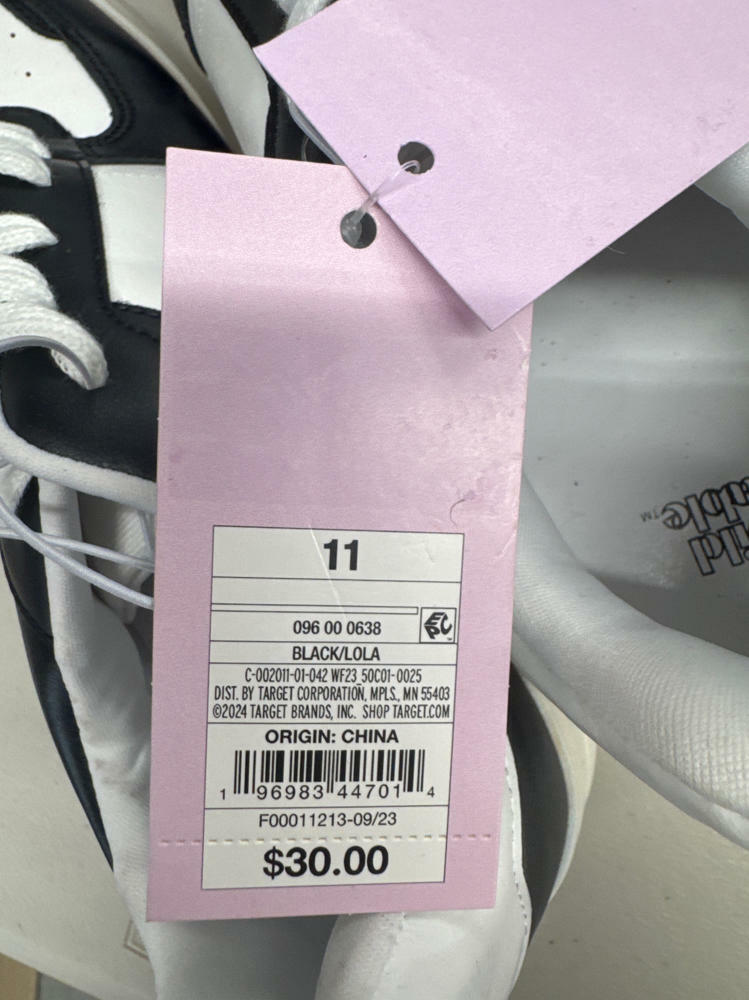 11
096 00 0638
EPC
BLACK/LOLA
C-002011-01-042 WF23_50C01-0025
DIST. BY TARGET CORPORATION, MPLS., MN 55403
©2024 TARGET BRANDS, INC. SHOP TARGET.COM
ORIGIN: CHINA
1 96983 44701 4
F00011213-09/23
$30.00